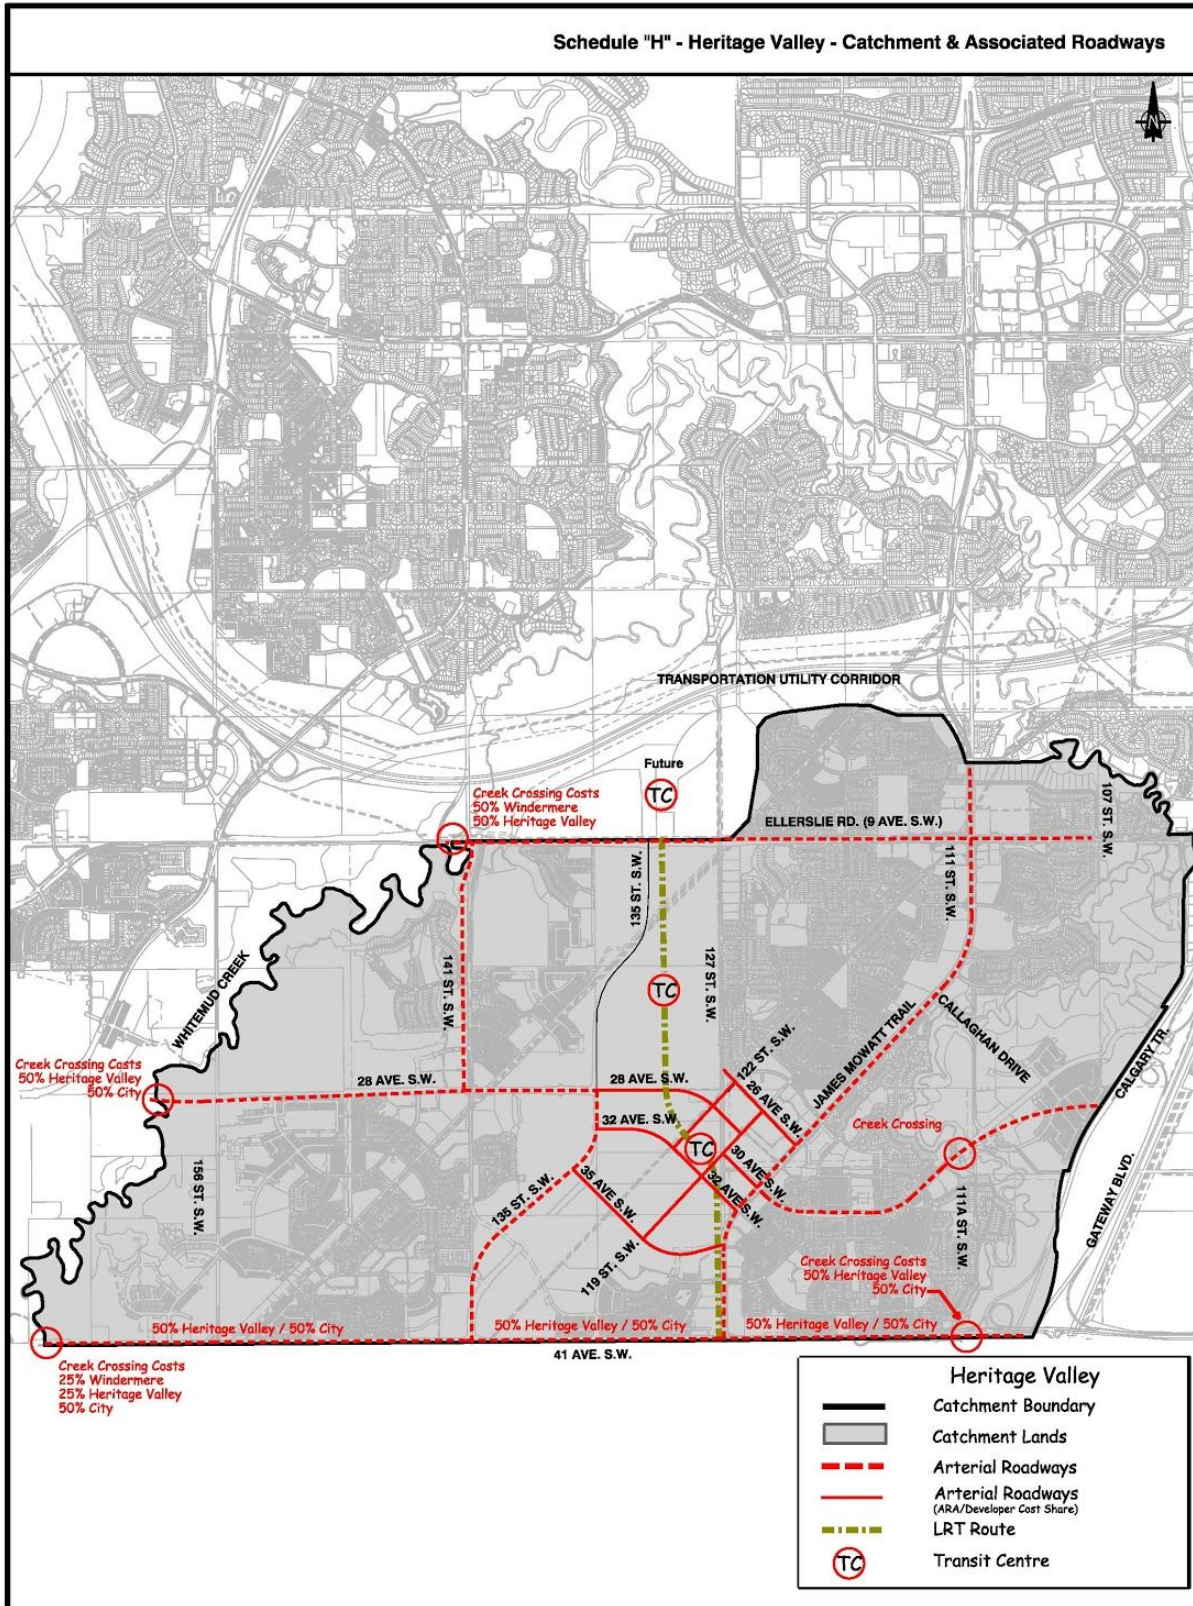 Schedule "H" - Heritage Valley - Catchment & Associated Roadways
N
TRANSPORTATION UTILITY CORRIDOR
Future
TC
Creek Crossing Costs
50% Windermere
50% Heritage Valley
ELLERSLIE RD. (9 AVE. S.W.)
107 ST. S.W.
135 ST. S.W.
111 ST. S.W.
141 ST. S.W.
127 ST. S.W.
WHITEMUD CREEK
TC
CALLAGHAN DRIVE
JAMES MOWATT TRAIL
CALGARY TR.
122 ST. S.W.
Creek Crossing Costs
50% Heritage Valley
50% City
28 AVE. S.W.
28 AVE. S.W.
26 AVE S.W.
32 AVE. S.W.
Creek Crossing
TC
30 AVE. S.W.
156 ST. S.W.
35 AVE S.W.
32 AVE. S.W.
135 ST. S.W.
111A ST. S.W.
GATEWAY BLVD.
119 ST. S.W.
Creek Crossing Costs
50% Heritage Valley
50% City
50% Heritage Valley / 50% City
50% Heritage Valley / 50% City
50% Heritage Valley / 50% City
41 AVE. S.W.
Creek Crossing Costs
25% Windermere
25% Heritage Valley
50% City
Heritage Valley
Catchment Boundary
Catchment Lands
Arterial Roadways
Arterial Roadways
(ARA/Developer Cost Share)
LRT Route
TC Transit Centre